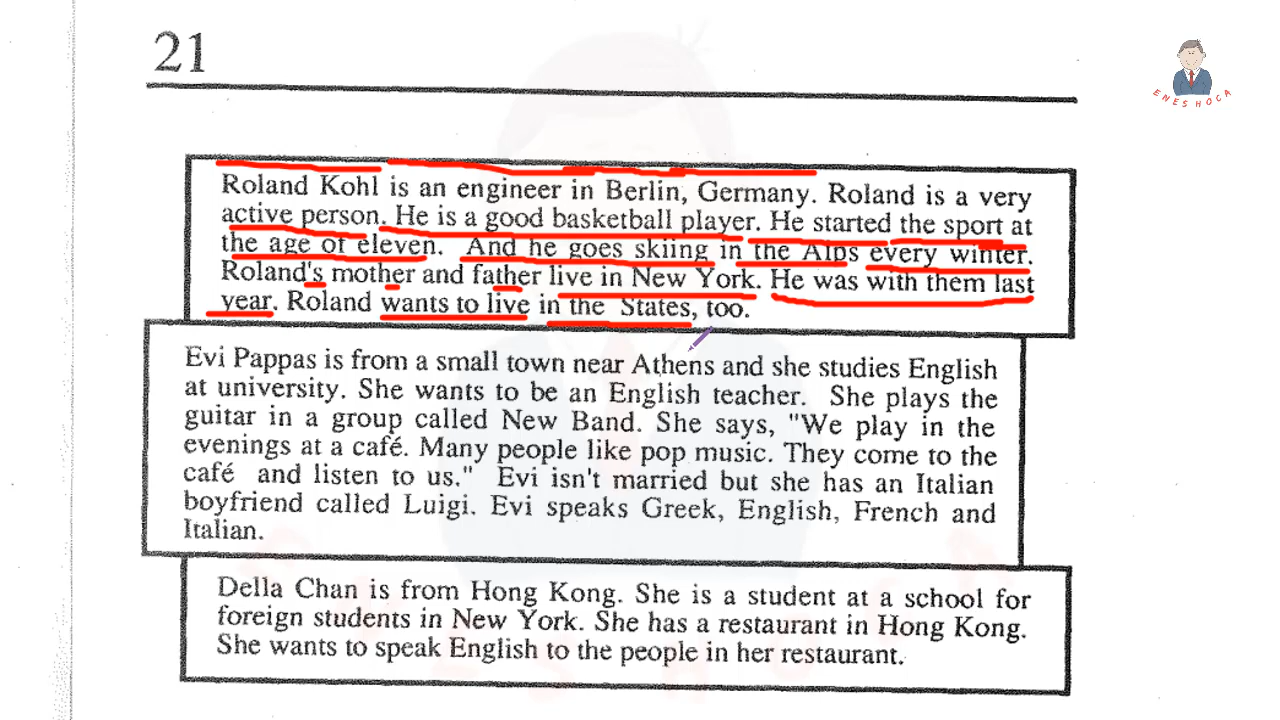 21
ENES HOCA
Roland Kohl is an engineer in Berlin, Germany. Roland is a very
active person. He is a good basketball player. He started the sport at
the age of eleven. And he goes skiing in the Alps every winter.
Roland's mother and father live in New York. He was with them last
year. Roland wants to live in the States, too.
Evi Pappas is from a small town near Athens and she studies English
at university. She wants to be an English teacher. She plays the
guitar in a group called New Band. She says, "We play in the
evenings at a café. Many people like pop music. They come to the
café and listen to us." Evi isn't married but she has an Italian
boyfriend called Luigi. Evi speaks Greek, English, French and
Italian.
Della Chan is from Hong Kong. She is a student at a school for
foreign students in New York. She has a restaurant in Hong Kong.
She wants to speak English to the people in her restaurant.